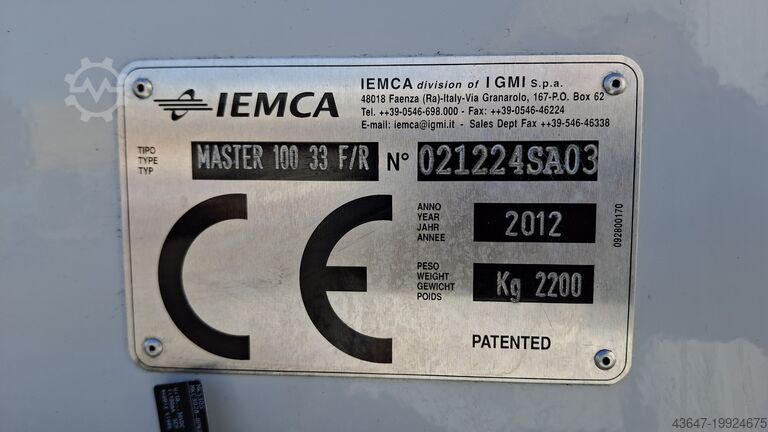 IEMCA
IEMCA division of IGMI S.p.a.
48018 Faenza (Ra)-Italy-Via Granarolo, 167-P.O. Box 62
Tel. ++39-0546-698.000 - Fax: ++39-0546-46224
E-mail: iemca@igmi.it - Sales Dept Fax ++39-546-46338
TIPO
TYPE
TYP
MASTER 100 33 F/R N° 021224SA03
CE
ANNO
YEAR
JAHR
ANNEE
2012
PESO
WEIGHT
GEWICHT
POIDS
Kg 2200
092800170
PATENTED
43647-19924675